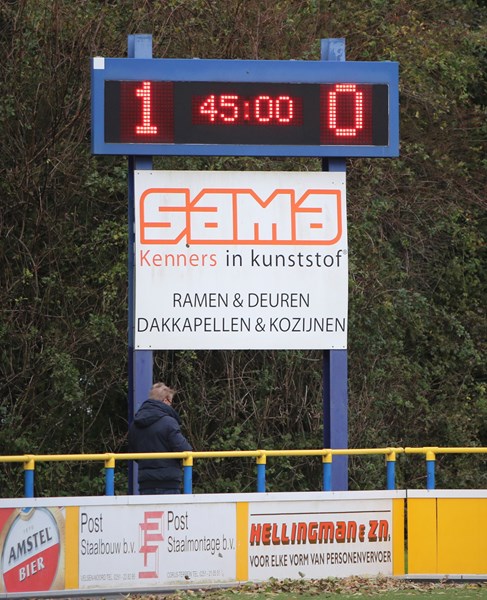 1 45:00 0
SAMA
Kenners in kunststof®
RAMEN & DEUREN
DAKKAPELLEN & KOZIJNEN
AMSTEL
BIER
Post
Staalbouw b.v.
Post
Staalmontage b.v.
HELLINGMAN E ZN.
VOOR ELKE VORM VAN PERSONENVERVOER